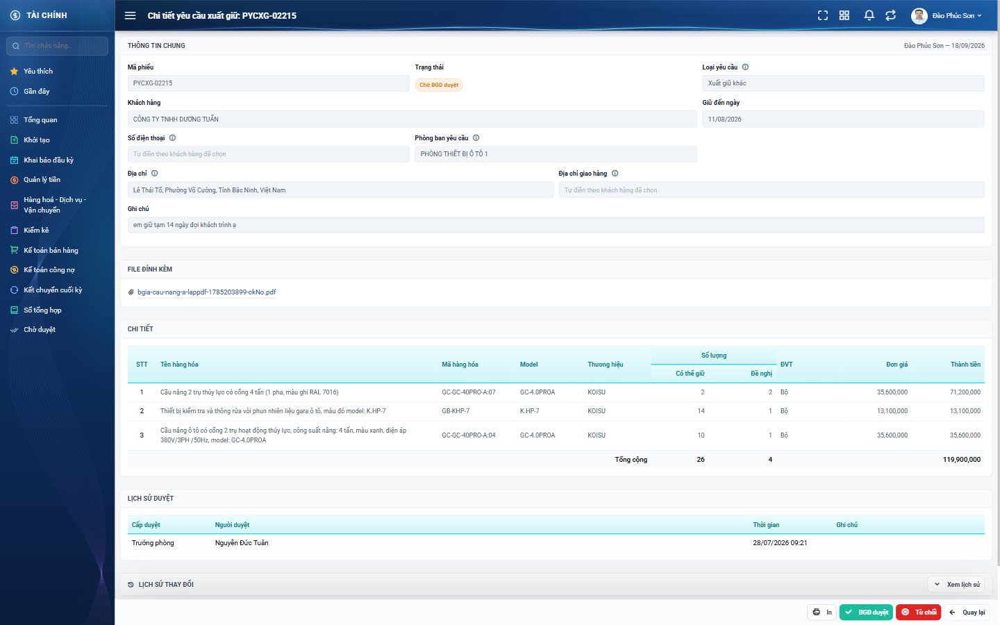 TÀI CHÍNH
Chi tiết yêu cầu xuất giữ: PYCXG-02215
Đào Phúc Sơn
Tìm chức năng...
Yêu thích
Gần đây
Tổng quan
Khởi tạo
Khai báo đầu kỳ
Quản lý tiền
Hàng hoá - Dịch vụ -
Vận chuyển
Kiểm kê
Kế toán bán hàng
Kế toán công nợ
Kết chuyển cuối kỳ
Sổ tổng hợp
Chờ duyệt
THÔNG TIN CHUNG
Đào Phúc Sơn — 18/09/2026
Mã phiếu
Trạng thái
Loại yêu cầu
PYCXG-02215
Chờ BGĐ duyệt
Xuất giữ khác
Khách hàng
Giữ đến ngày
CÔNG TY TNHH DƯƠNG TUẤN
11/08/2026
Số điện thoại
Phòng ban yêu cầu
Tự điền theo khách hàng đã chọn
PHÒNG THIẾT BỊ Ô TÔ 1
Địa chỉ
Địa chỉ giao hàng
Lê Thái Tổ, Phường Võ Cường, Tỉnh Bắc Ninh, Việt Nam
Tự điền theo khách hàng đã chọn
Ghi chú
em giữ tạm 14 ngày đợi khách trình ạ
FILE ĐÍNH KÈM
bgia-cau-nang-a-lappdf-1785203899-ckNo.pdf
CHI TIẾT
STT Tên hàng hóa Mã hàng hóa Model Thương hiệu Số lượng ĐVT Đơn giá Thành tiền
Có thể giữ Đề nghị
1 Cầu nâng 2 trụ thủy lực có cổng 4 tấn (1 pha, màu ghi RAL 7016) GC-GC-40PRO-A:07 GC-4.0PROA KOISU 2 2 Bộ 35,600,000 71,200,000
2 Thiết bị kiểm tra và thông rửa vòi phun nhiên liệu gara ô tô, màu đỏ model: K.HP-7 GB-KHP-7 K.HP-7 KOISU 14 1 Bộ 13,100,000 13,100,000
3 Cầu nâng ô tô có cổng 2 trụ hoạt động thủy lực, công suất nâng: 4 tấn, màu xanh, điện áp
380V/3PH /50Hz, model: GC-4.0PROA GC-GC-40PRO-A:04 GC-4.0PROA KOISU 10 1 Bộ 35,600,000 35,600,000
Tổng cộng 26 4 119,900,000
LỊCH SỬ DUYỆT
Cấp duyệt Người duyệt Thời gian Ghi chú
Trưởng phòng Nguyễn Đức Tuân 28/07/2026 09:21
LỊCH SỬ THAY ĐỔI
Xem lịch sử
In
BGĐ duyệt
Từ chối
Quay lại